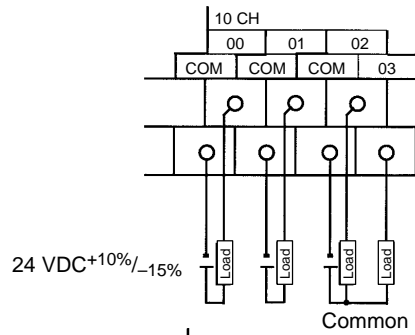 10 CH
00 01 02
COM COM COM 03
24 VDC+10%/–15%
Load Load Load Load
Common